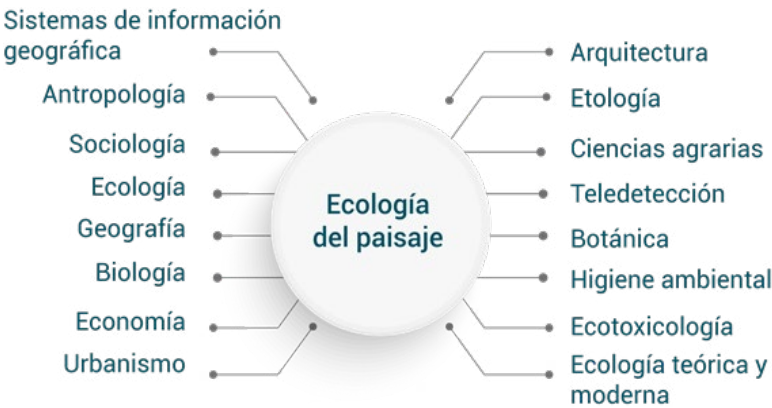 Sistemas de información
geográfica
Antropología
Sociología
Ecología
Geografía
Biología
Economía
Urbanismo
Ecología
del paisaje
Arquitectura
Etología
Ciencias agrarias
Teledetección
Botánica
Higiene ambiental
Ecotoxicología
Ecología teórica y
moderna